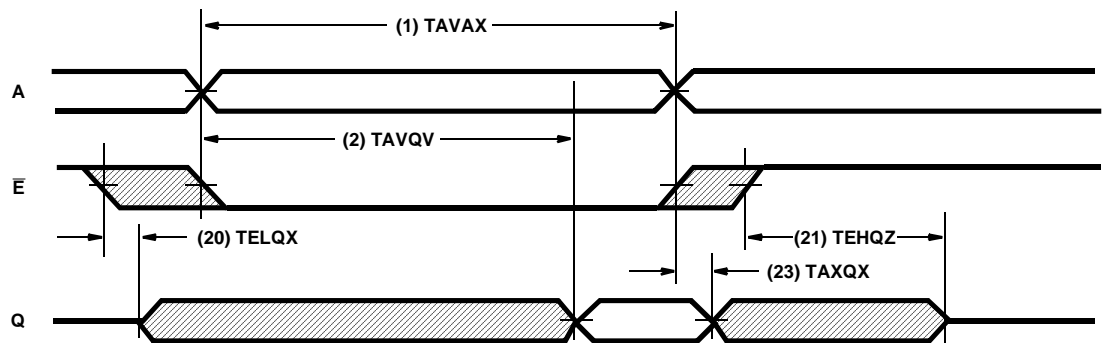 (1) TAVAX
A
(2) TAVQV
E̅
(20) TELQX
(21) TEHQZ
(23) TAXQX
Q